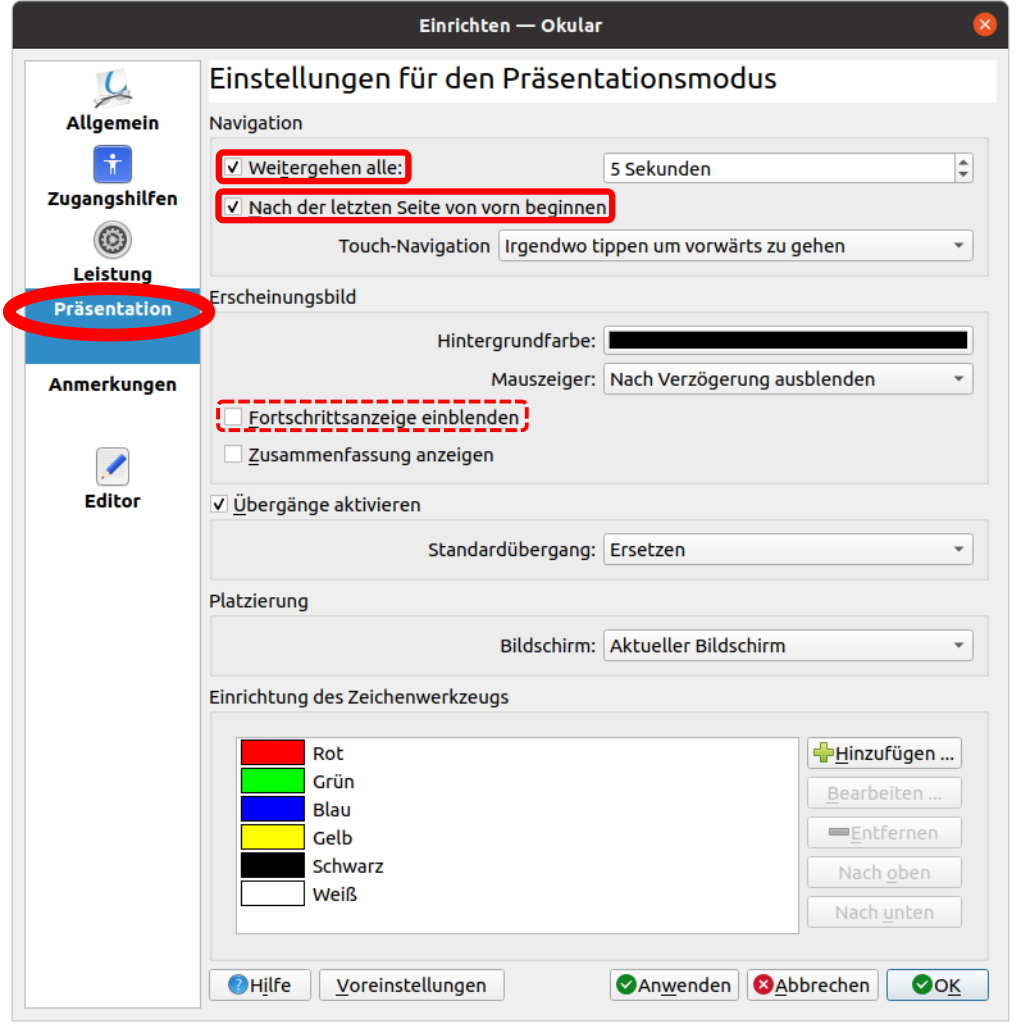 Einrichten — Okular
Allgemein
Zugangshilfen
Leistung
Präsentation
Anmerkungen
Editor
Einstellungen für den Präsentationsmodus
Navigation
Weitergehen alle:
5 Sekunden
Nach der letzten Seite von vorn beginnen
Touch-Navigation
Irgendwo tippen um vorwärts zu gehen
Erscheinungsbild
Hintergrundfarbe:
Mauszeiger:
Nach Verzögerung ausblenden
Fortschrittsanzeige einblenden
Zusammenfassung anzeigen
Übergänge aktivieren
Standardübergang:
Ersetzen
Platzierung
Bildschirm:
Aktueller Bildschirm
Einrichtung des Zeichenwerkzeugs
Rot
Grün
Blau
Gelb
Schwarz
Weiß
Hinzufügen ...
Bearbeiten ...
Entfernen
Nach oben
Nach unten
Hilfe
Voreinstellungen
Anwenden
Abbrechen
OK